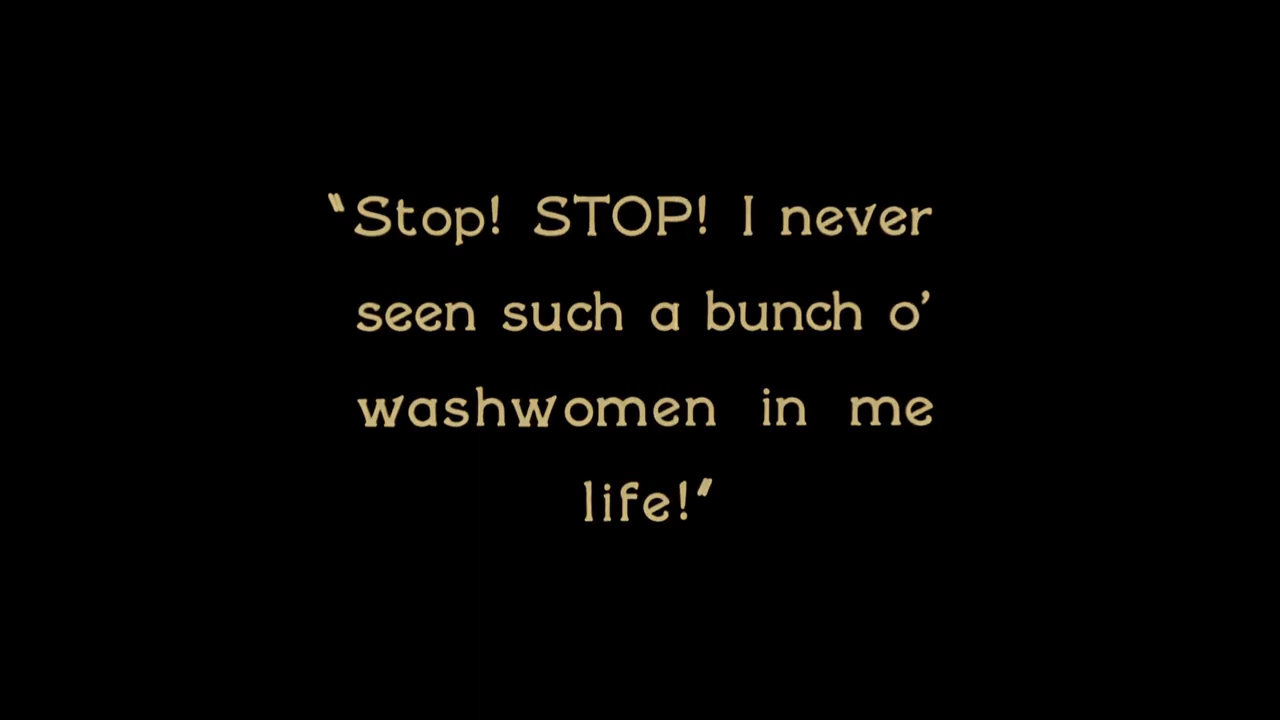 “Stop! STOP! I never
seen such a bunch o’
washwomen in me
life!”